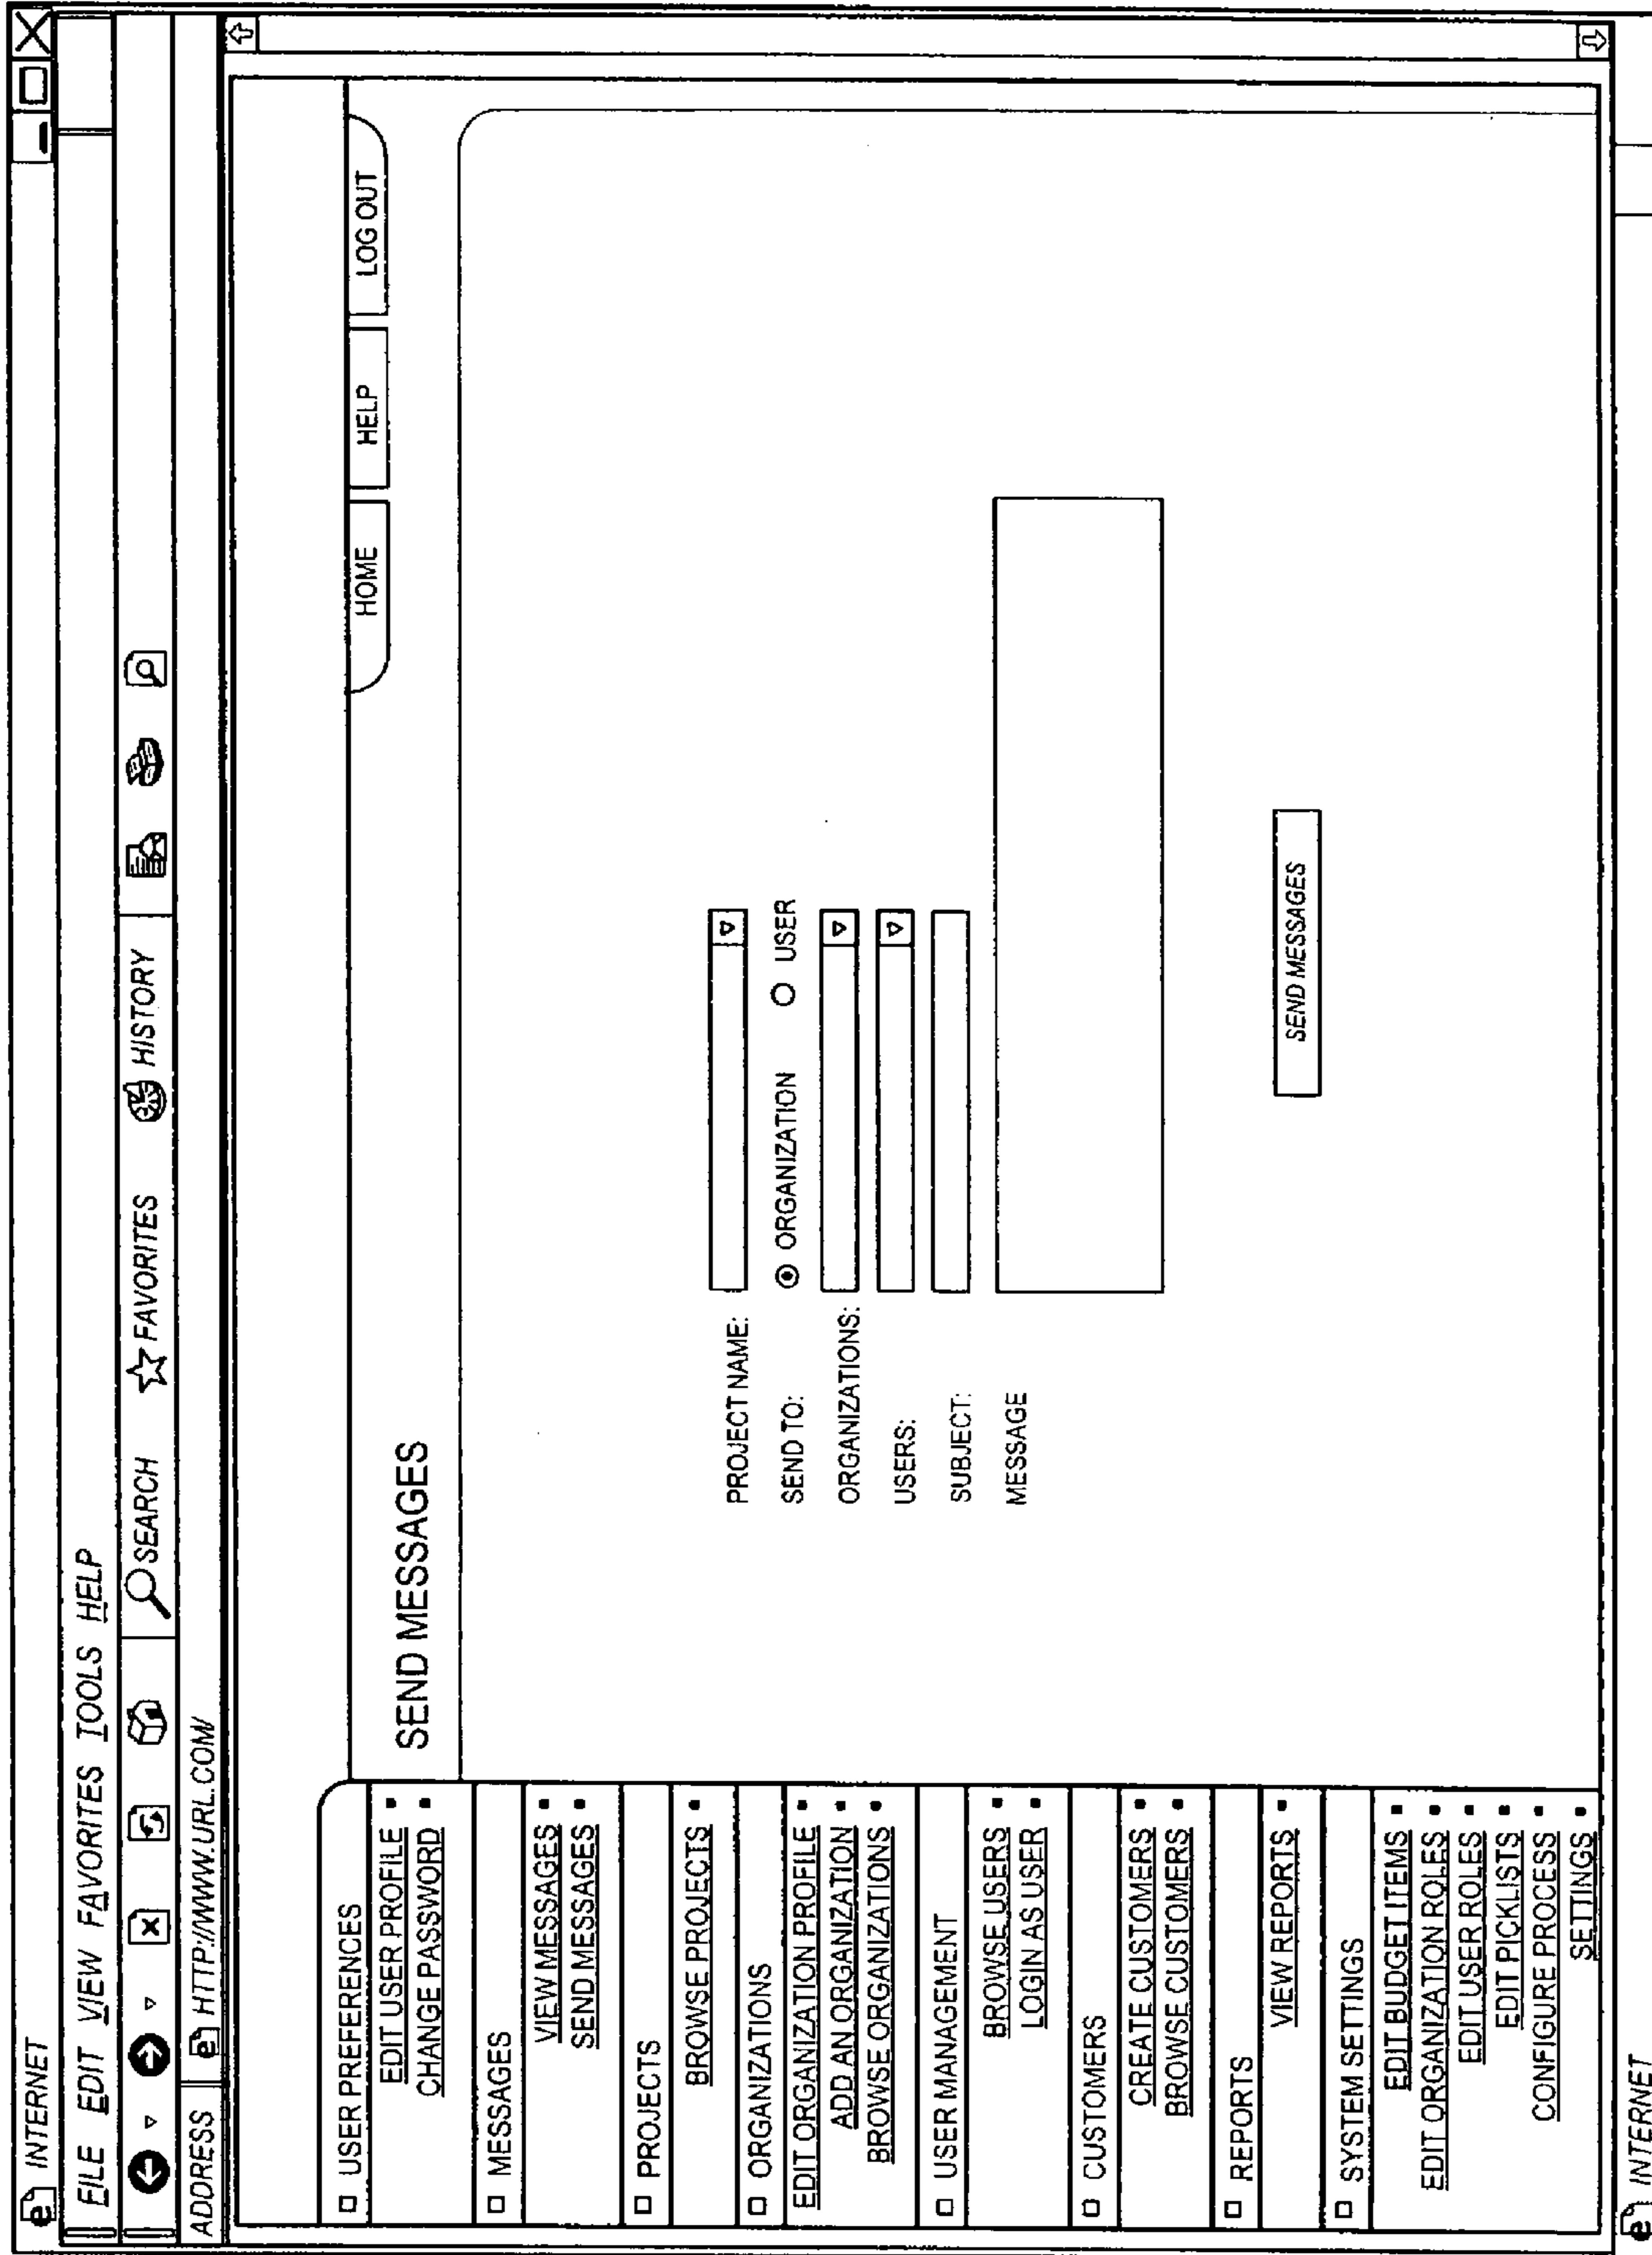 INTERNET
FILE EDIT VIEW FAVORITES TOOLS HELP
SEARCH FAVORITES HISTORY
ADDRESS HTTP://WWW.URL.COM/
HOME HELP LOG OUT
SEND MESSAGES
USER PREFERENCES
EDIT USER PROFILE
CHANGE PASSWORD
MESSAGES
VIEW MESSAGES
SEND MESSAGES
PROJECTS
BROWSE PROJECTS
ORGANIZATIONS
EDIT ORGANIZATION PROFILE
ADD AN ORGANIZATION
BROWSE ORGANIZATIONS
USER MANAGEMENT
BROWSE USERS
LOGIN AS USER
CUSTOMERS
CREATE CUSTOMERS
BROWSE CUSTOMERS
REPORTS
VIEW REPORTS
SYSTEM SETTINGS
EDIT BUDGET ITEMS
EDIT ORGANIZATION ROLES
EDIT USER ROLES
EDIT PICKLISTS
CONFIGURE PROCESS
SETTINGS
PROJECT NAME:
SEND TO: ORGANIZATION USER
ORGANIZATIONS:
USERS:
SUBJECT:
MESSAGE
SEND MESSAGES
INTERNET